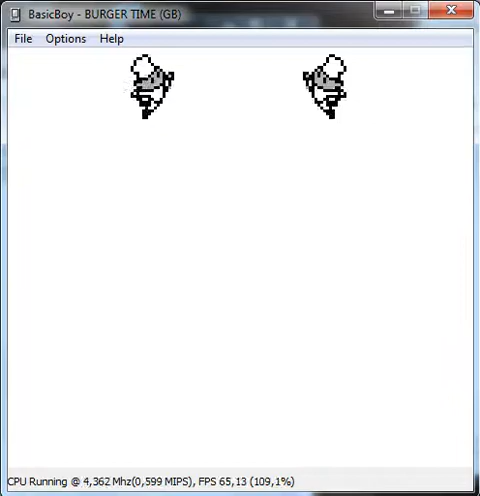 BasicBoy - BURGER TIME (GB)
File Options Help
CPU Running @ 4,362 Mhz(0,599 MIPS), FPS 65,13 (109,1%)